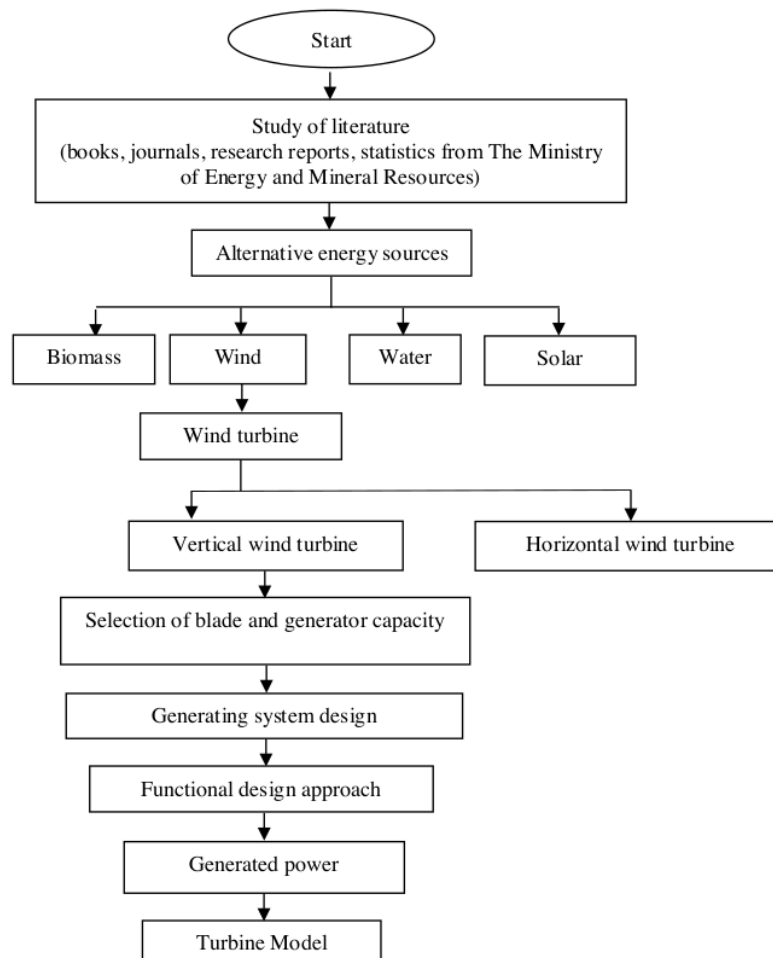 Start
Study of literature
(books, journals, research reports, statistics from The Ministry
of Energy and Mineral Resources)
Alternative energy sources
Biomass
Wind
Water
Solar
Wind turbine
Vertical wind turbine
Horizontal wind turbine
Selection of blade and generator capacity
Generating system design
Functional design approach
Generated power
Turbine Model